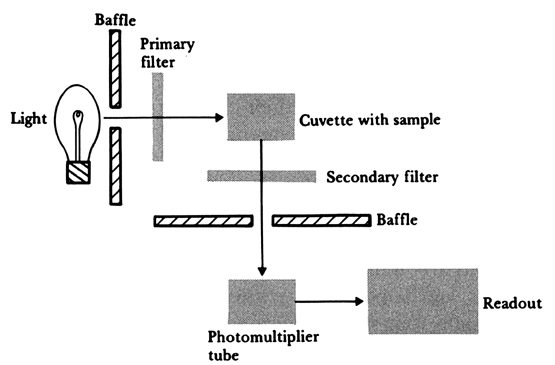 Baffle
Primary
filter
Light
Cuvette with sample
Secondary filter
Baffle
Readout
Photomultiplier
tube